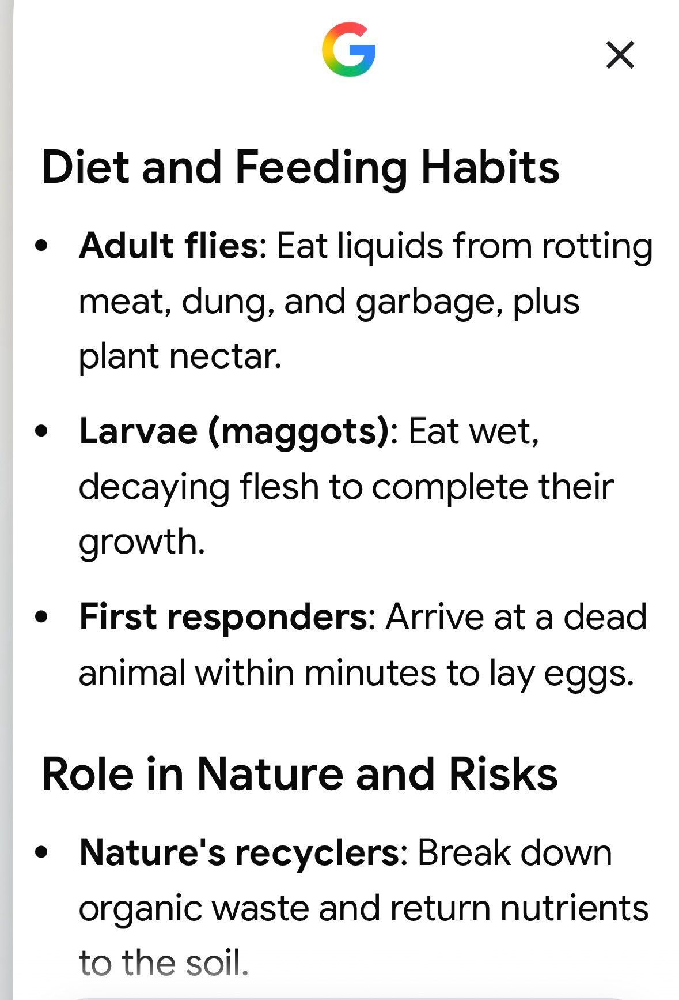 Diet and Feeding Habits
• Adult flies: Eat liquids from rotting
meat, dung, and garbage, plus
plant nectar.
• Larvae (maggots): Eat wet,
decaying flesh to complete their
growth.
• First responders: Arrive at a dead
animal within minutes to lay eggs.
Role in Nature and Risks
• Nature's recyclers: Break down
organic waste and return nutrients
to the soil.